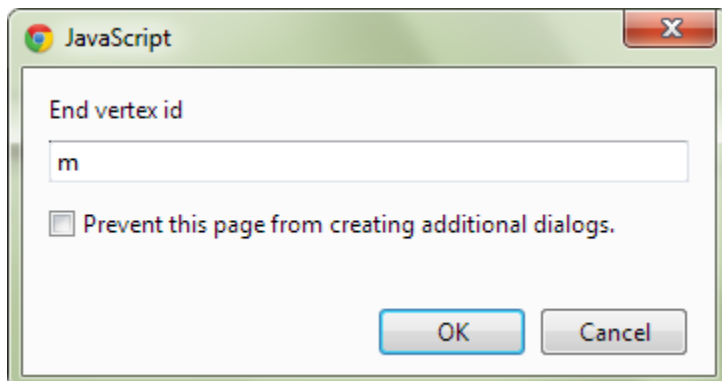 JavaScript
End vertex id
m
Prevent this page from creating additional dialogs.
OK Cancel